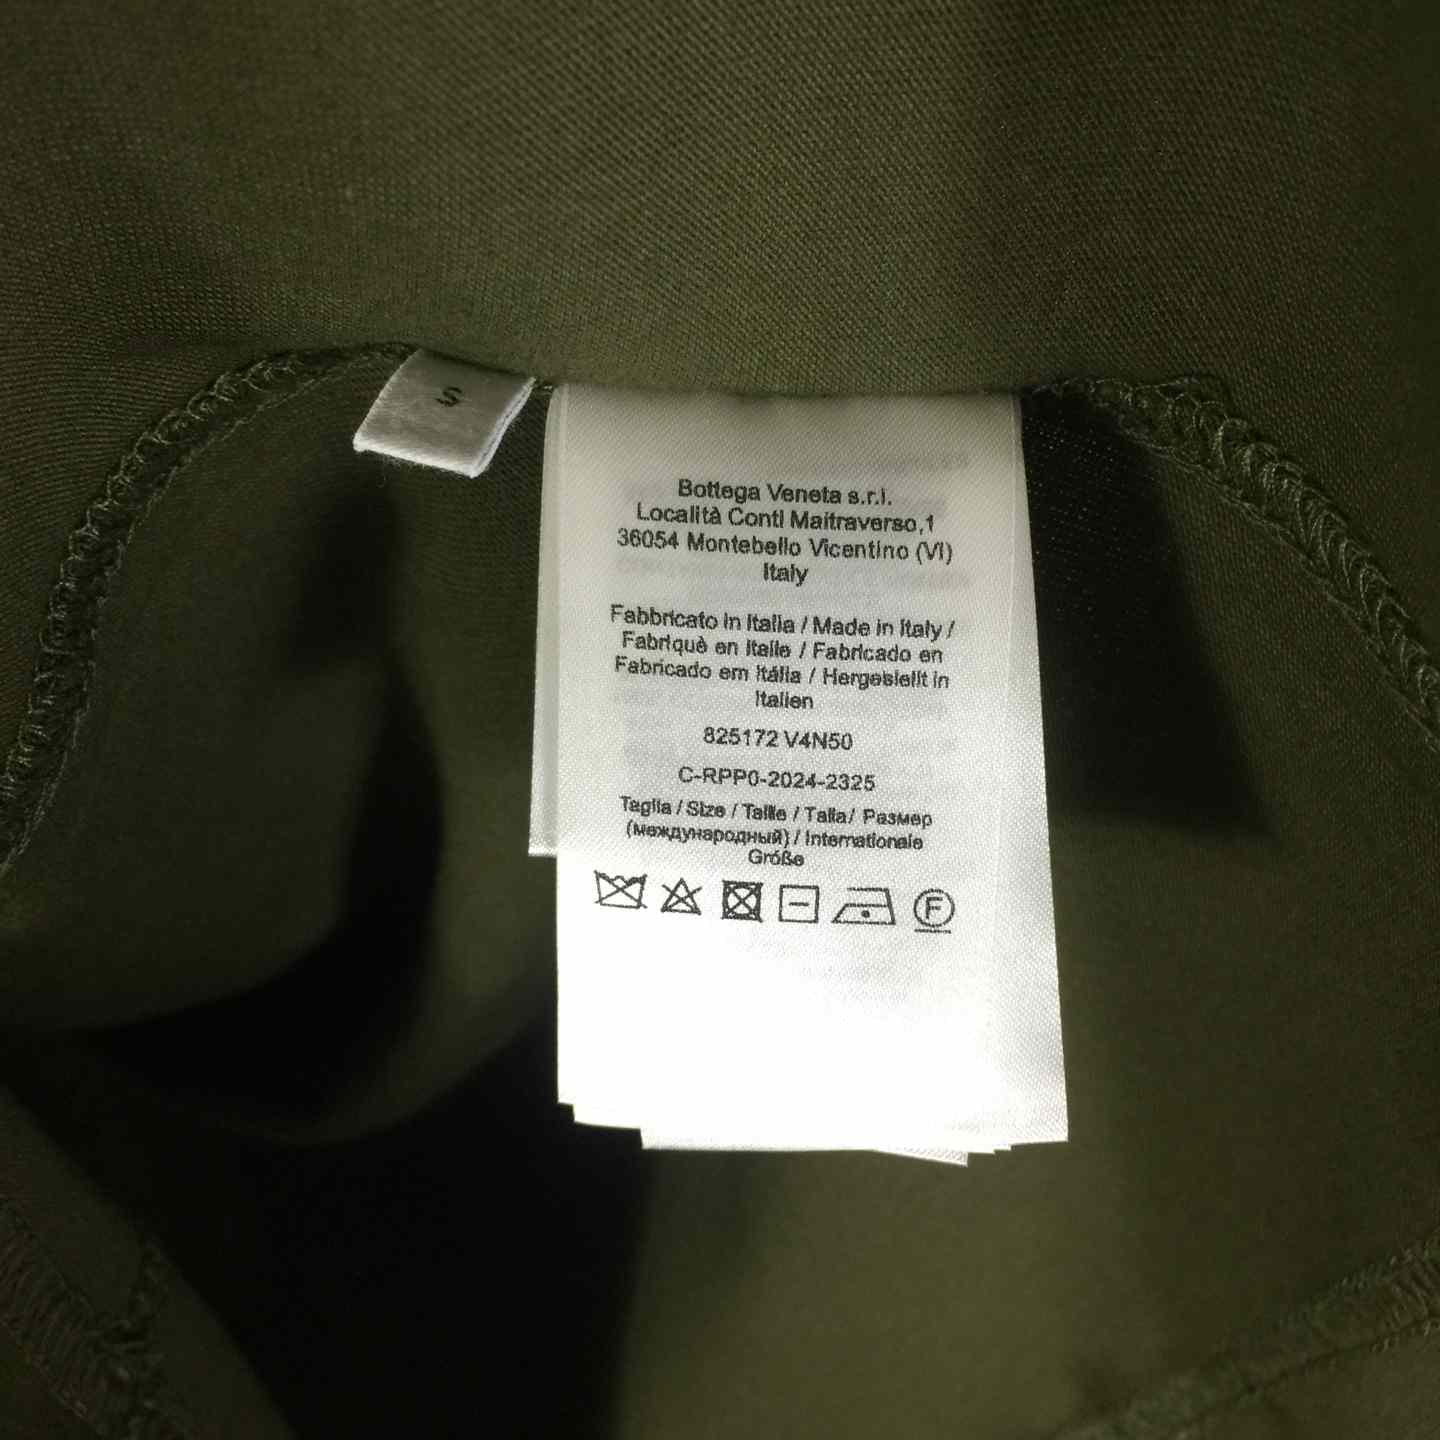 S
Bottega Veneta s.r.l.
Località Conti Maltraverso,1
36054 Montebello Vicentino (VI)
Italy
Fabbricato in Italia / Made in Italy /
Fabriquè en Italie / Fabricado en
Fabricado em Itália / Hergestellt in
Italien
825172 V4N50
C-RPP0-2024-2325
Taglia / Size / Taille / Talla / Размер
(международный) / Internationale
Größe
F